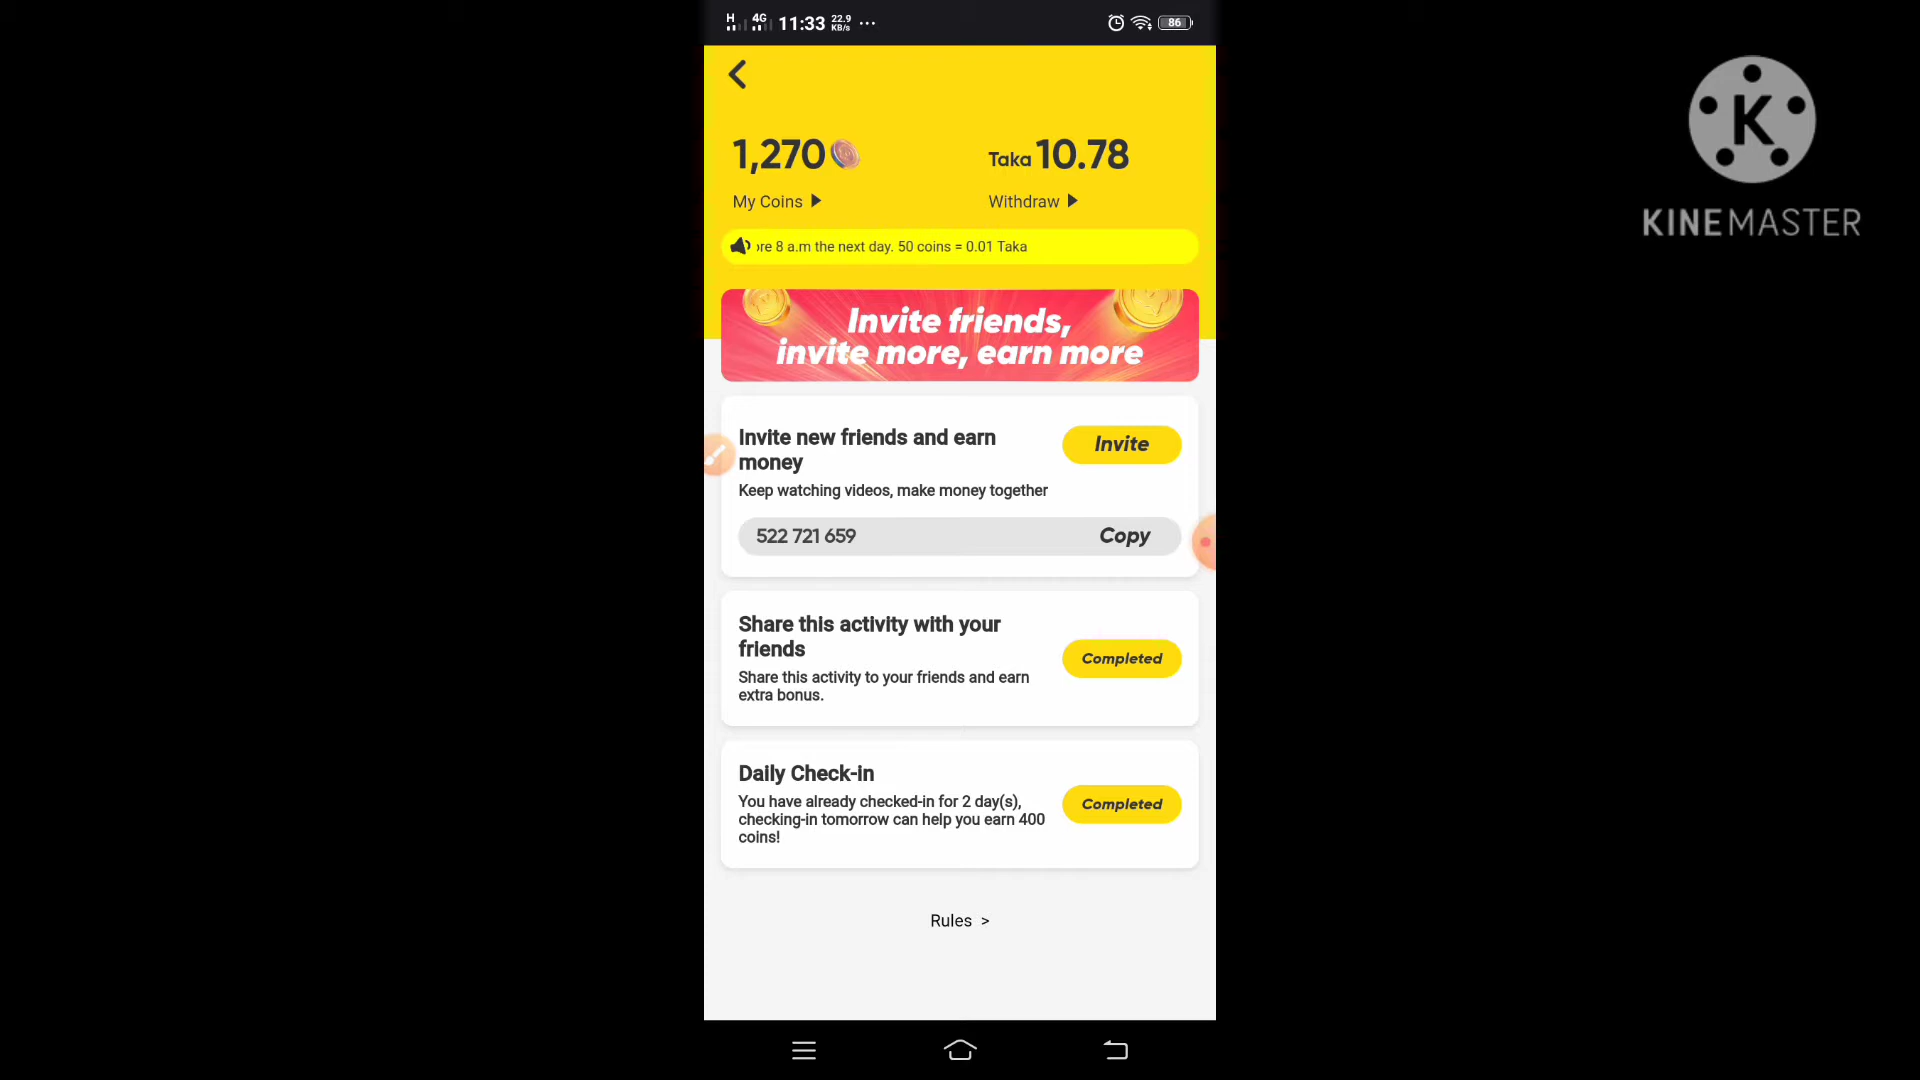 H 4G 11:33 22.9 KB/s ... 86
1,270 Taka 10.78
My Coins Withdraw
ore 8 a.m the next day. 50 coins = 0.01 Taka
Invite friends,
invite more, earn more
Invite new friends and earn
money
Invite
Keep watching videos, make money together
522 721 659 Copy
Share this activity with your
friends
Share this activity to your friends and earn
extra bonus.
Completed
Daily Check-in
You have already checked-in for 2 day(s),
checking-in tomorrow can help you earn 400
coins!
Completed
Rules >
K
KINEMASTER